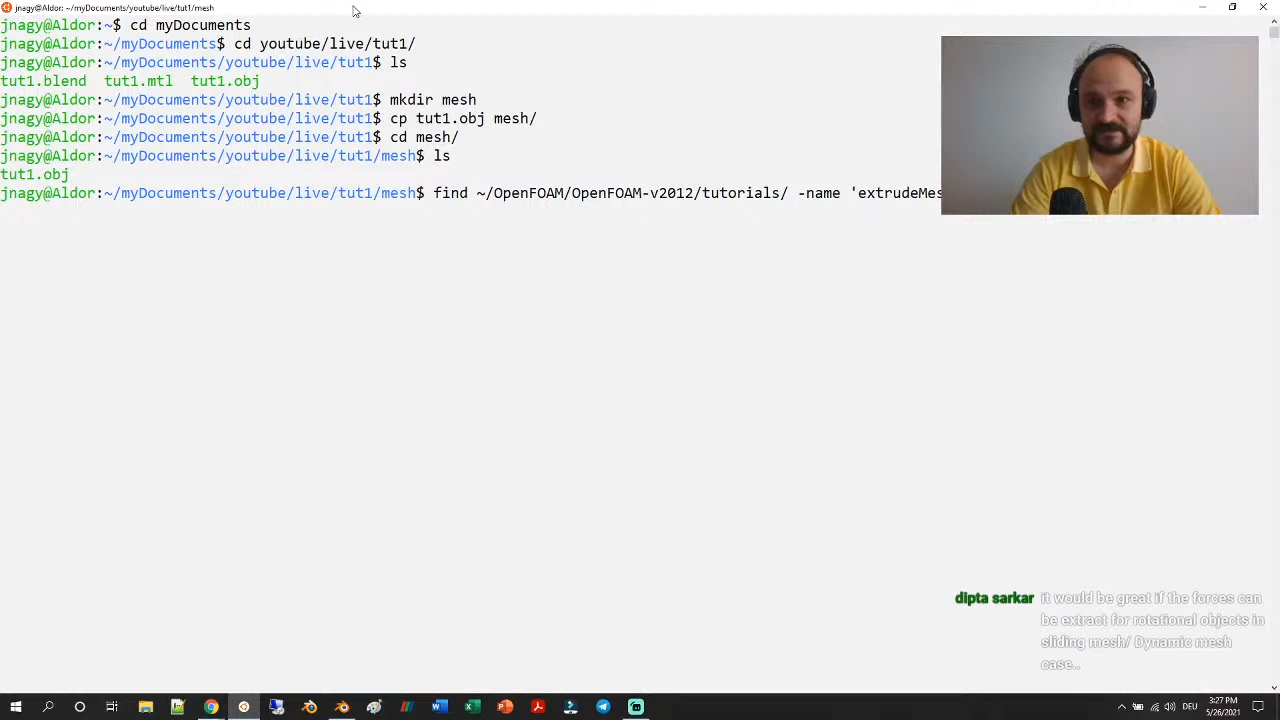 jnagy@Aldor: ~/myDocuments/youtube/live/tut1/mesh
jnagy@Aldor:~$ cd myDocuments
jnagy@Aldor:~/myDocuments$ cd youtube/live/tut1/
jnagy@Aldor:~/myDocuments/youtube/live/tut1$ ls
tut1.blend tut1.mtl tut1.obj
jnagy@Aldor:~/myDocuments/youtube/live/tut1$ mkdir mesh
jnagy@Aldor:~/myDocuments/youtube/live/tut1$ cp tut1.obj mesh/
jnagy@Aldor:~/myDocuments/youtube/live/tut1$ cd mesh/
jnagy@Aldor:~/myDocuments/youtube/live/tut1/mesh$ ls
tut1.obj
jnagy@Aldor:~/myDocuments/youtube/live/tut1/mesh$ find ~/OpenFOAM/OpenFOAM-v2012/tutorials/ -name 'extrudeMes
dipta sarkar it would be great if the forces can
be extract for rotational objects in
sliding mesh/ Dynamic mesh
case..
DEU
3:27 PM
5/26/2021